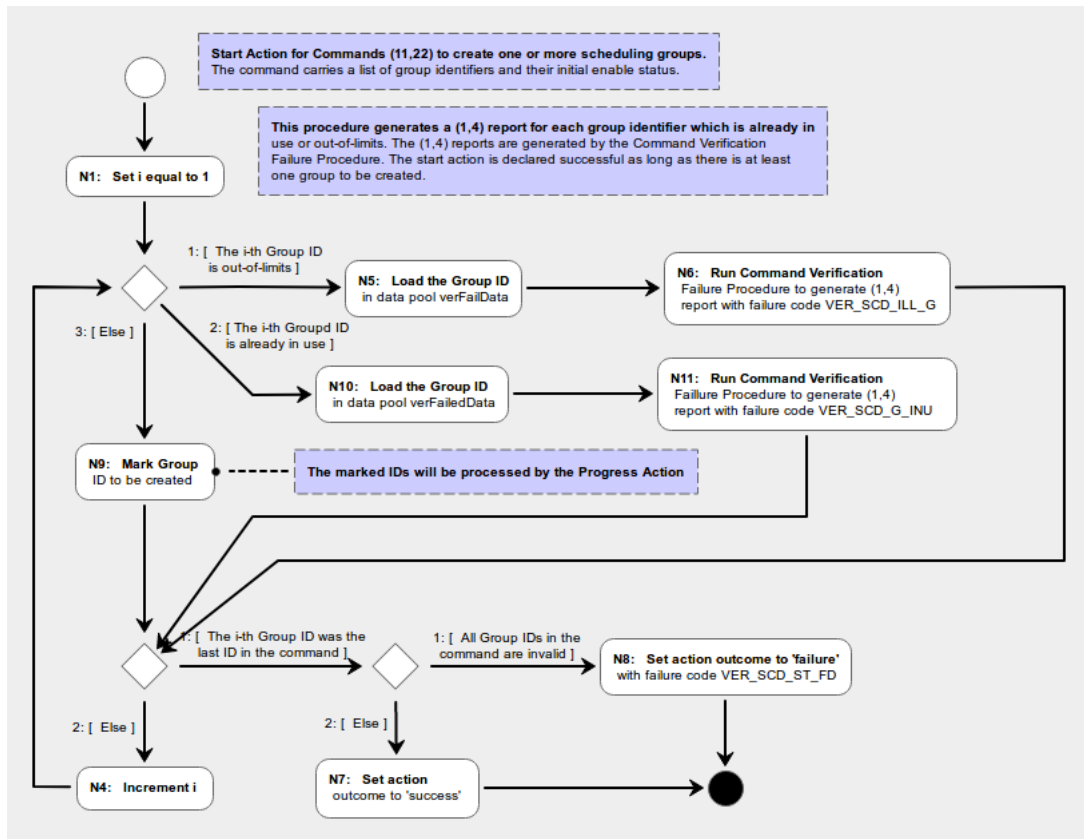 Start Action for Commands (11,22) to create one or more scheduling groups.
The command carries a list of group identifiers and their initial enable status.
This procedure generates a (1,4) report for each group identifier which is already in
use or out-of-limits. The (1,4) reports are generated by the Command Verification
Failure Procedure. The start action is declared successful as long as there is at least
one group to be created.
N1: Set i equal to 1
1: [ The i-th Group ID
is out-of-limits ]
N5: Load the Group ID
in data pool verFailData
N6: Run Command Verification
Failure Procedure to generate (1,4)
report with failure code VER_SCD_ILL_G
3: [ Else ]
2: [ The i-th Groupd ID
is already in use ]
N10: Load the Group ID
in data pool verFailedData
N11: Run Command Verification
Faillure Procedure to generate (1,4)
report with failure code VER_SCD_G_INU
N9: Mark Group
ID to be created
The marked IDs will be processed by the Progress Action
1: [ The i-th Group ID was the
last ID in the command ]
1: [ All Group IDs in the
command are invalid ]
N8: Set action outcome to 'failure'
with failure code VER_SCD_ST_FD
2: [ Else ]
2: [ Else ]
N4: Increment i
N7: Set action
outcome to 'success'